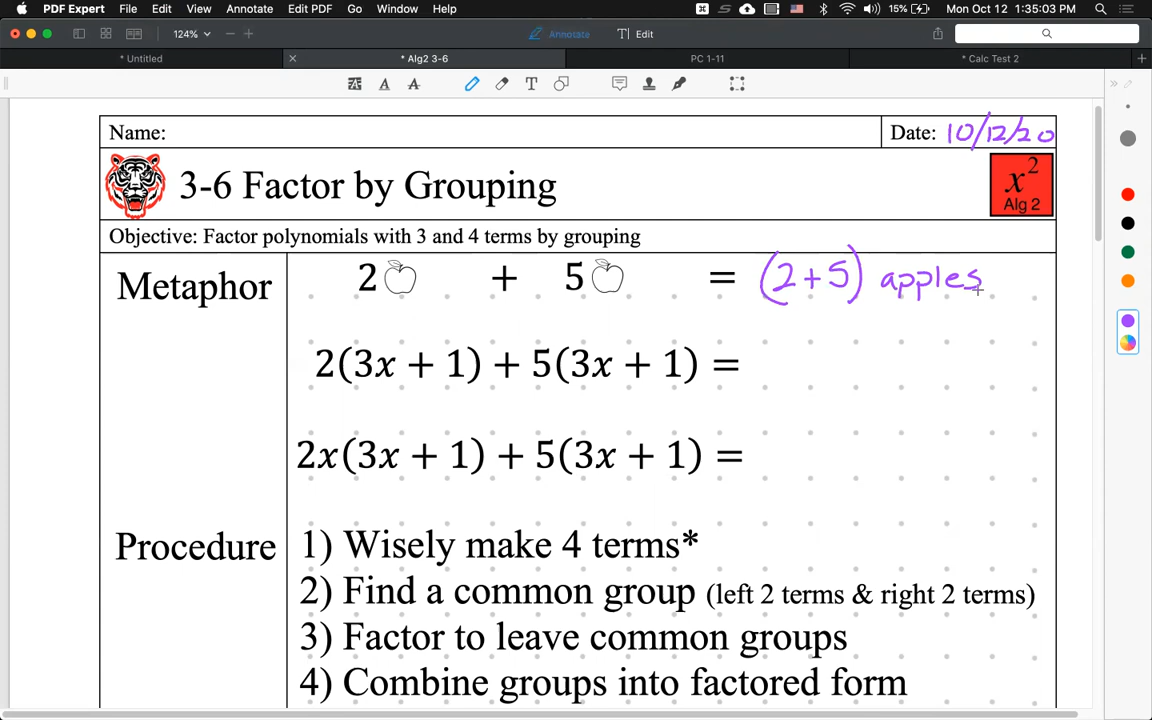 PDF Expert File Edit View Annotate Edit PDF Go Window Help 15% Mon Oct 12 1:35:03 PM
124% Annotate T Edit
* Untitled * Alg2 3-6 PC 1-11 * Calc Test 2
Name: Date: 10/12/20
3-6 Factor by Grouping x² Alg 2
Objective: Factor polynomials with 3 and 4 terms by grouping
Metaphor 2 + 5 = (2+5) apples
2(3x + 1) + 5(3x + 1) =
2x(3x + 1) + 5(3x + 1) =
Procedure 1) Wisely make 4 terms*
2) Find a common group (left 2 terms & right 2 terms)
3) Factor to leave common groups
4) Combine groups into factored form